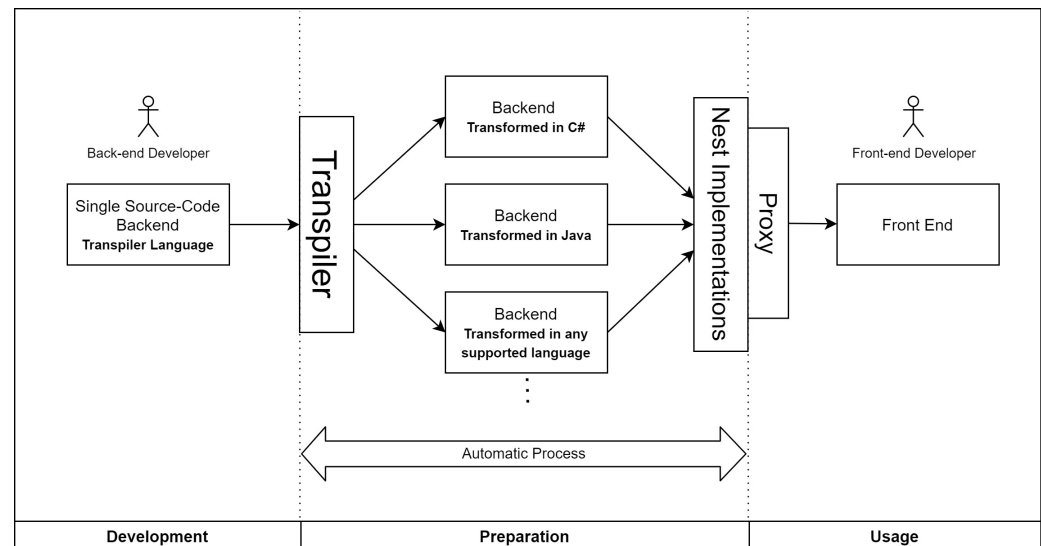 Back-end Developer
Single Source-Code
Backend
Transpiler Language
Transpiler
Backend
Transformed in C#
Backend
Transformed in Java
Backend
Transformed in any
supported language
Nest Implementations
Proxy
Front-end Developer
Front End
Automatic Process
Development
Preparation
Usage